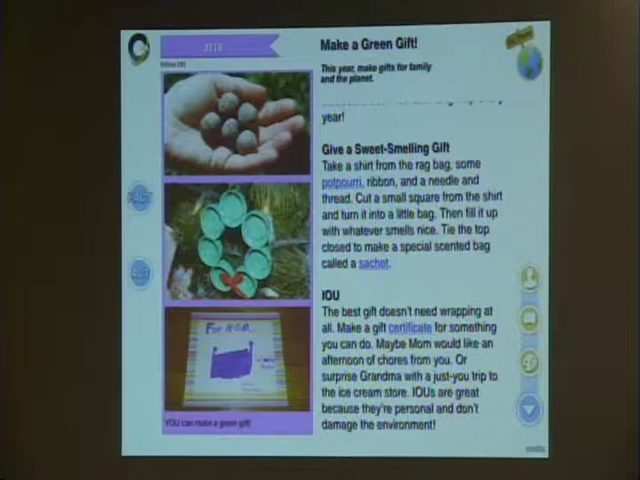 Make a Green Gift!
This year, make gifts for family
and the planet.
year!
Give a Sweet-Smelling Gift
Take a shirt from the rag bag, some
potpourri, ribbon, and a needle and
thread. Cut a small square from the shirt
and turn it into a little bag. Then fill it up
with whatever smells nice. Tie the top
closed to make a special scented bag
called a sachet.
IOU
The best gift doesn't need wrapping at
all. Make a gift certificate for something
you can do. Maybe Mom would like an
afternoon of chores from you. Or
surprise Grandma with a just-you trip to
the ice cream store. IOUs are great
because they're personal and don't
damage the environment!
FACT
ACT
For
YOU can make a green gift!